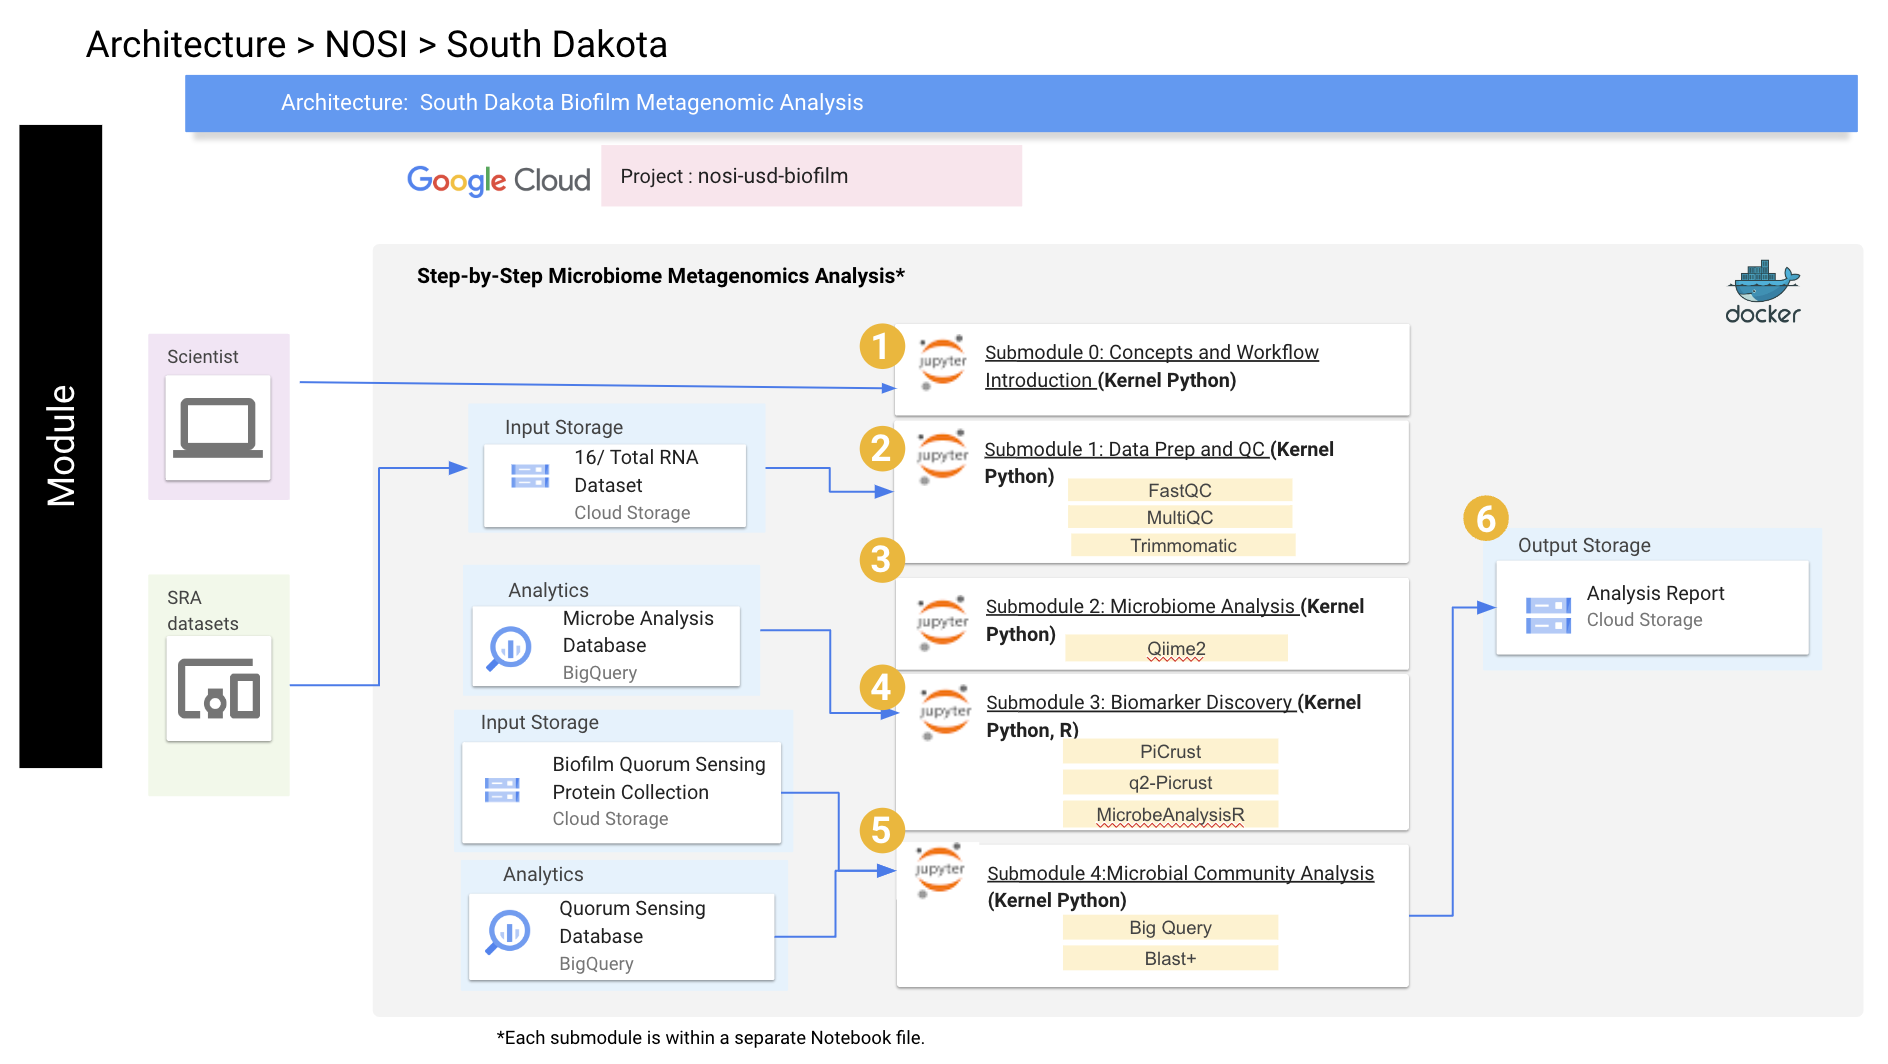 Architecture > NOSI > South Dakota
Architecture:  South Dakota Biofilm Metagenomic Analysis
Module
Google Cloud
Project : nosi-usd-biofilm
Step-by-Step Microbiome Metagenomics Analysis*
docker
Scientist
SRA
datasets
Input Storage
16/ Total RNA
Dataset
Cloud Storage
Analytics
Microbe Analysis
Database
BigQuery
Input Storage
Biofilm Quorum Sensing
Protein Collection
Cloud Storage
Analytics
Quorum Sensing
Database
BigQuery
1
jupyter
Submodule 0: Concepts and Workflow
Introduction (Kernel Python)
2
jupyter
Submodule 1: Data Prep and QC (Kernel
Python)
FastQC
MultiQC
Trimmomatic
3
jupyter
Submodule 2: Microbiome Analysis (Kernel
Python)
Qiime2
4
jupyter
Submodule 3: Biomarker Discovery (Kernel
Python, R)
PiCrust
q2-Picrust
MicrobeAnalysisR
5
jupyter
Submodule 4:Microbial Community Analysis
(Kernel Python)
Big Query
Blast+
6
Output Storage
Analysis Report
Cloud Storage
*Each submodule is within a separate Notebook file.